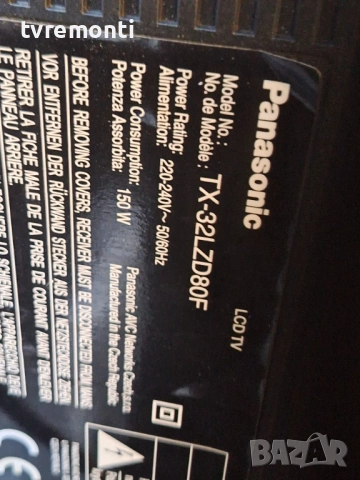 tvremonti
Panasonic
LCD TV
Model No.:
No. de Modele: TX-32LZD80F
Power Rating:
Alimentation: 220-240V~ 50/60Hz
Power Consumption:
Potenza Assorbita: 150 W
Panasonic AVC Networks Czech, s.r.o.
Manufactured in the Czech Republic
BEFORE REMOVING COVERS, RECEIVER MUST BE DISCONNECTED FROM MAINS
VOR ENTFERNEN DER RÜCKWAND STECKER AUS DER NETZSTECKDOSE ZIEHEN
RETIRER LA FICHE MALE DE LA PRISE DE COURANT AVANT D'ENLEVER
LE PANNEAU ARRIERE.
CE
BAZAR